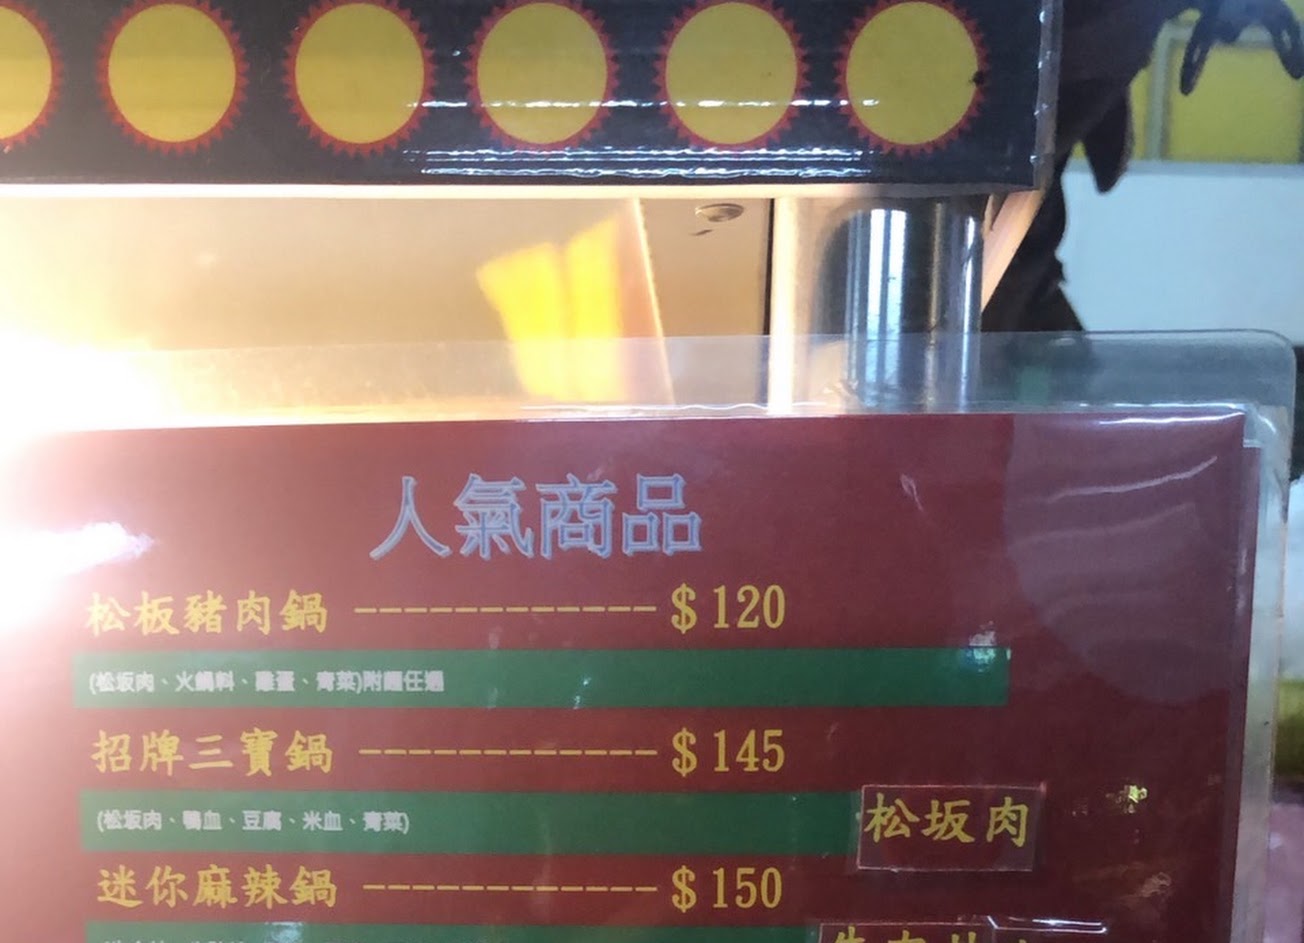 人氣商品
松板豬肉鍋 ------------- $120
(松坂肉、火鍋料、雞蛋、青菜)附麵任選
招牌三寶鍋 ------------- $145
(松坂肉、鴨血、豆腐、米血、青菜)
松坂肉
迷你麻辣鍋 ------------- $150